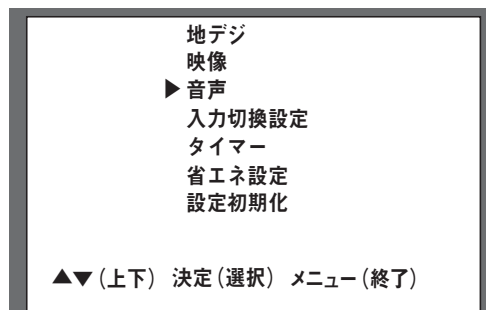 地デジ
映像
▶音声
入力切換設定
タイマー
省エネ設定
設定初期化
▲▼(上下) 決定(選択) メニュー(終了)